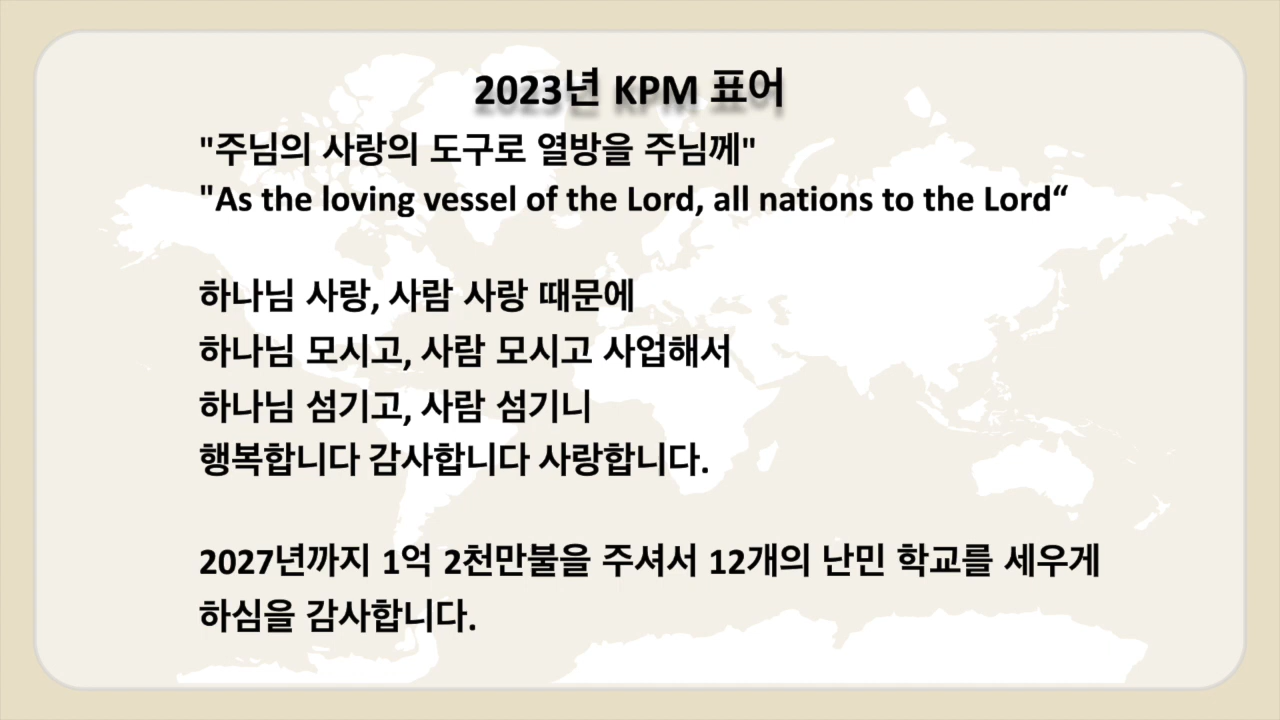 2023년 KPM 표어
"주님의 사랑의 도구로 열방을 주님께"
"As the loving vessel of the Lord, all nations to the Lord“
하나님 사랑, 사람 사랑 때문에
하나님 모시고, 사람 모시고 사업해서
하나님 섬기고, 사람 섬기니
행복합니다 감사합니다 사랑합니다.
2027년까지 1억 2천만불을 주셔서 12개의 난민 학교를 세우게
하심을 감사합니다.